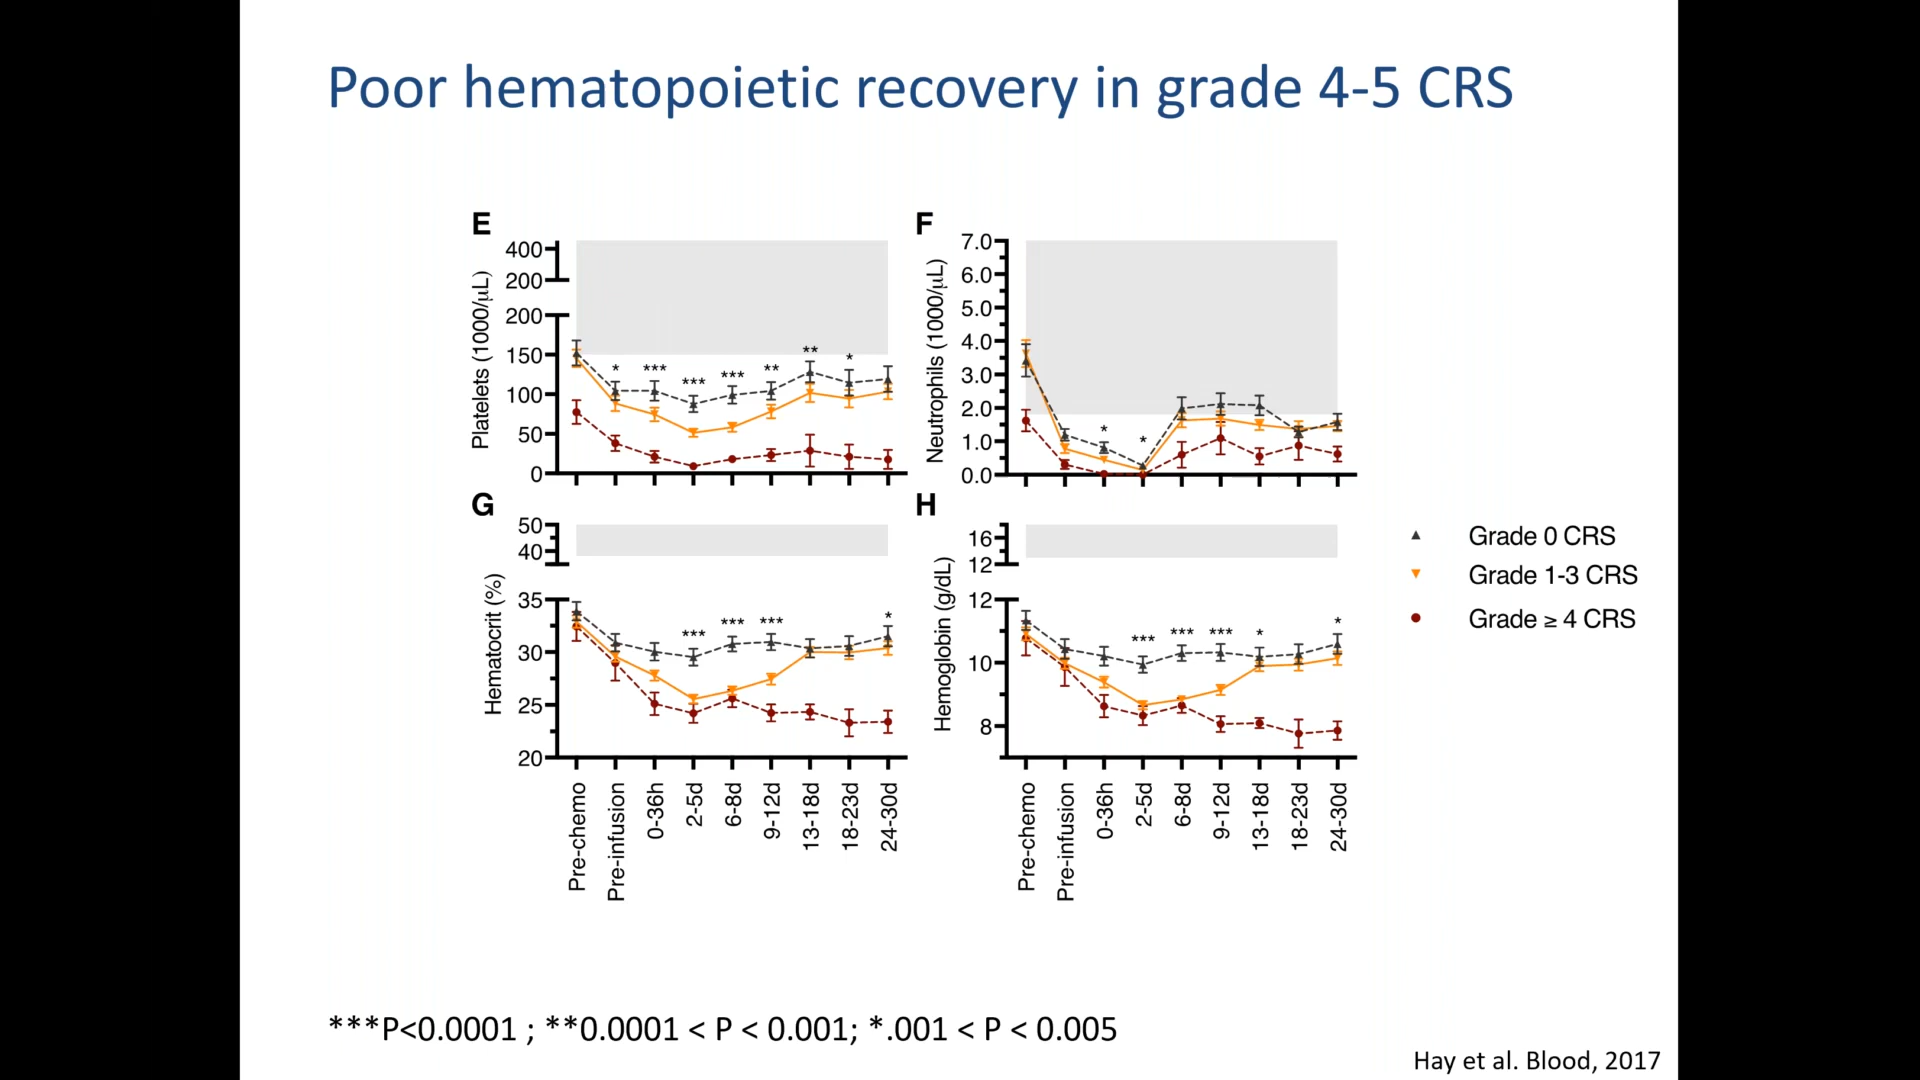 Poor hematopoietic recovery in grade 4-5 CRS
E
Platelets (1000/μL)
400
200
200
150
100
50
0
* *** *** *** ** ** *
F
Neutrophils (1000/μL)
7.0
6.0
5.0
4.0
3.0
2.0
1.0
0.0
* *
G
Hematocrit (%)
50
40
35
30
25
20
*** *** *** *
Pre-chemo
Pre-infusion
0-36h
2-5d
6-8d
9-12d
13-18d
18-23d
24-30d
H
Hemoglobin (g/dL)
16
12
12
10
8
*** *** *** * *
Pre-chemo
Pre-infusion
0-36h
2-5d
6-8d
9-12d
13-18d
18-23d
24-30d
Grade 0 CRS
Grade 1-3 CRS
Grade ≥ 4 CRS
***P<0.0001 ; **0.0001 < P < 0.001; *.001 < P < 0.005
Hay et al. Blood, 2017